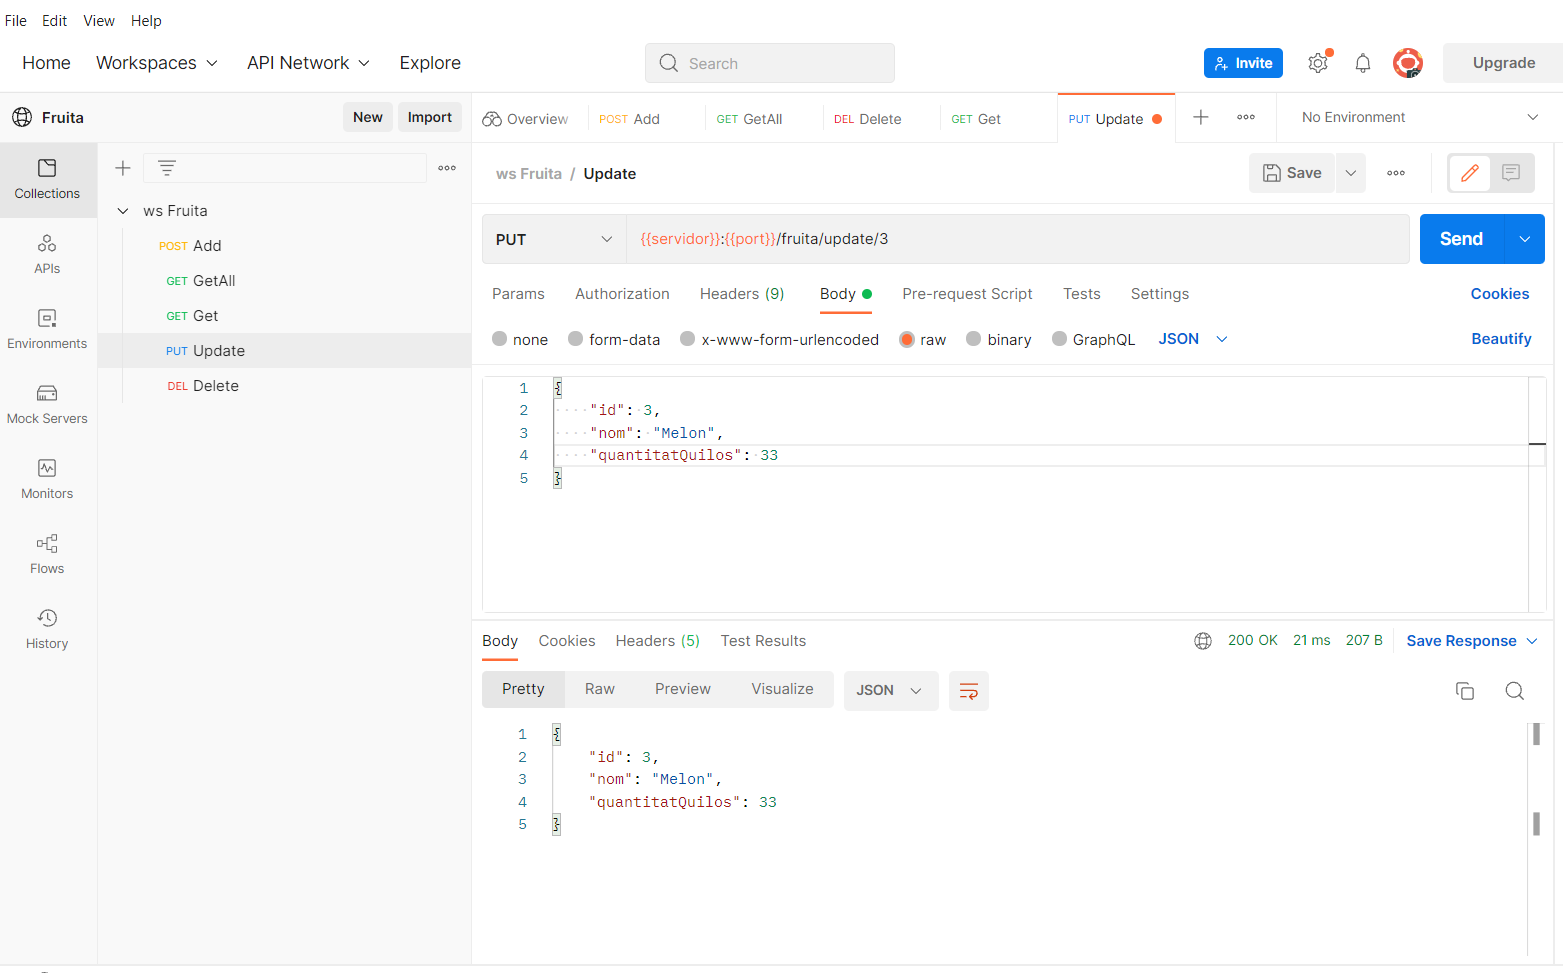 File Edit View Help
Home Workspaces API Network Explore Search Invite Upgrade
Fruita New Import
Overview POST Add GET GetAll DEL Delete GET Get PUT Update No Environment
Collections
APIs
Environments
Mock Servers
Monitors
Flows
History
ws Fruita
POST Add
GET GetAll
GET Get
PUT Update
DEL Delete
ws Fruita / Update Save
PUT {{servidor}}:{{port}}/fruita/update/3 Send
Params Authorization Headers (9) Body Pre-request Script Tests Settings Cookies
none form-data x-www-form-urlencoded raw binary GraphQL JSON Beautify
1 {
2 "id": 3,
3 "nom": "Melon",
4 "quantitatQuilos": 33
5 }
Body Cookies Headers (5) Test Results 200 OK 21 ms 207 B Save Response
Pretty Raw Preview Visualize JSON
1 {
2 "id": 3,
3 "nom": "Melon",
4 "quantitatQuilos": 33
5 }